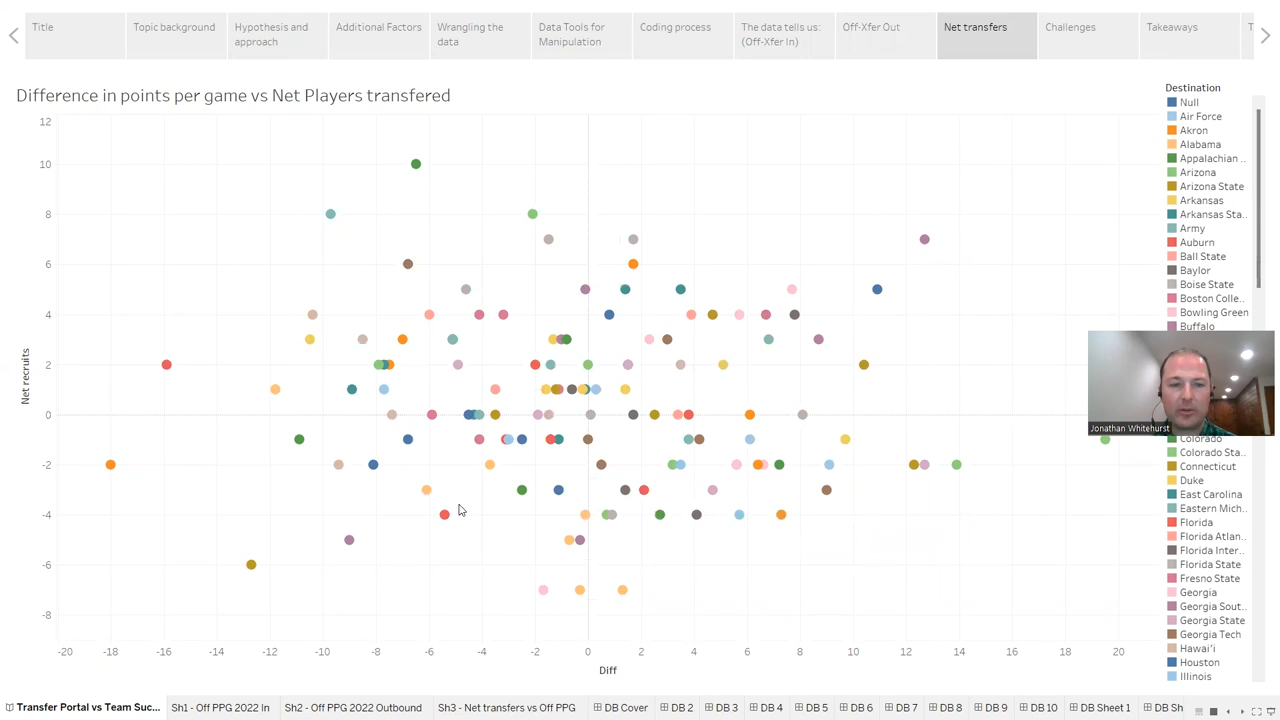 Title
Topic background
Hypothesis and
approach
Additional Factors
Wrangling the
data
Data Tools for
Manipulation
Coding process
The data tells us:
(Off-Xfer In)
Off-Xfer Out
Net transfers
Challenges
Takeaways
T
Difference in points per game vs Net Players transfered
Net recruits
12
10
8
6
4
2
0
-2
-4
-6
-8
-20 -18 -16 -14 -12 -10 -8 -6 -4 -2 0 2 4 6 8 10 12 14 16 18 20
Diff
Destination
Null
Air Force
Akron
Alabama
Appalachian ..
Arizona
Arizona State
Arkansas
Arkansas Sta..
Army
Auburn
Ball State
Baylor
Boise State
Boston Colle..
Bowling Green
Buffalo
Jonathan Whitehurst
Colorado
Colorado Sta..
Connecticut
Duke
East Carolina
Eastern Mich..
Florida
Florida Atlan..
Florida Inter..
Florida State
Fresno State
Georgia
Georgia Sout..
Georgia State
Georgia Tech
Hawai'i
Houston
Illinois
Transfer Portal vs Team Suc... Sh1 - Off PPG 2022 In Sh2 - Off PPG 2022 Outbound Sh3 - Net transfers vs Off PPG DB Cover DB 2 DB 3 DB 4 DB 5 DB 6 DB 7 DB 8 DB 9 DB 10 DB Sheet 1 DB Sh